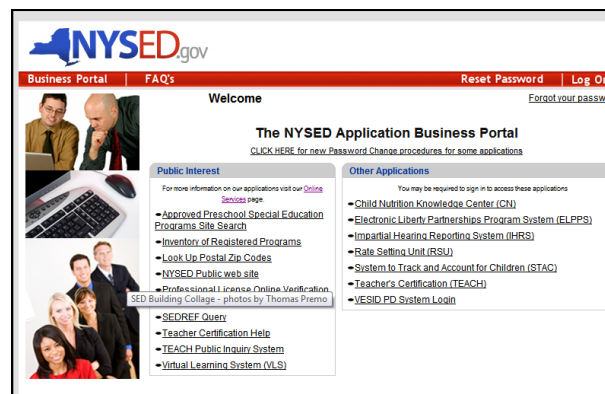 NYSED.gov
Business Portal | FAQ's Reset Password | Log O
Welcome Forgot your passw
The NYSED Application Business Portal
CLICK HERE for new Password Change procedures for some applications
Public Interest
For more information on our applications visit our Online
Services page.
Approved Preschool Special Education
Programs Site Search
Inventory of Registered Programs
Look Up Postal Zip Codes
NYSED Public web site
Professional License Online Verification
SED Building Collage - photos by Thomas Premo
SEDREF Query
Teacher Certification Help
TEACH Public Inquiry System
Virtual Learning System (VLS)
Other Applications
You may be required to sign in to access these applications
Child Nutrition Knowledge Center (CN)
Electronic Liberty Partnerships Program System (ELPPS)
Impartial Hearing Reporting System (IHRS)
Rate Setting Unit (RSU)
System to Track and Account for Children (STAC)
Teacher's Certification (TEACH)
VESID PD System Login